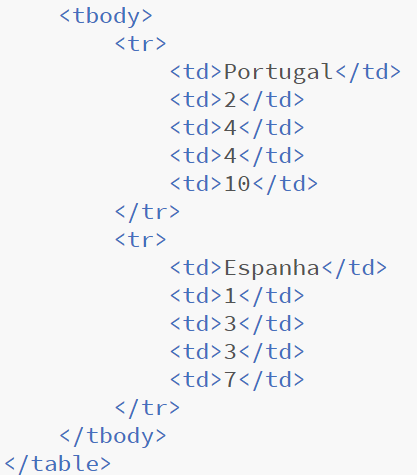 <tbody>
<tr>
<td>Portugal</td>
<td>2</td>
<td>4</td>
<td>4</td>
<td>10</td>
</tr>
<tr>
<td>Espanha</td>
<td>1</td>
<td>3</td>
<td>3</td>
<td>7</td>
</tr>
</tbody>
</table>